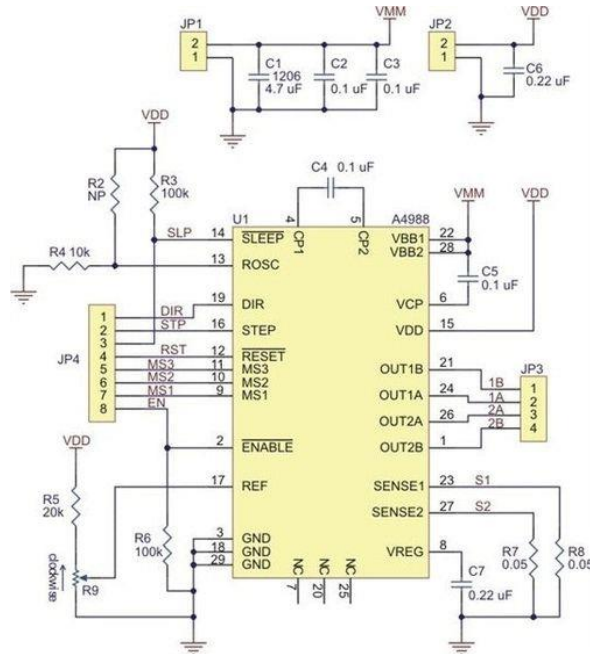 JP1
2
1
VMM
C1
1206
4.7 uF
C2
0.1 uF
C3
0.1 uF
JP2
2
1
VDD
C6
0.22 uF
VDD
R2
NP
R3
100k
R4 10k
C4 0.1 uF
U1
A4988
4
5
CP1
CP2
SLP 14 SLEEP
13 ROSC
19 DIR
16 STEP
12 RESET
11 MS3
10 MS2
9 MS1
2 ENABLE
17 REF
3 GND
18 GND
29 GND
NC
7
NC
20
NC
25
VBB1 22
VBB2 28
VCP 6
VDD 15
OUT1B 21
OUT1A 24
OUT2A 26
OUT2B 1
SENSE1 23 S1
SENSE2 27 S2
VREG 8
VMM
VDD
C5
0.1 uF
JP3
1B 1
1A 2
2A 3
2B 4
JP4
1 DIR
2 STP
3
4 RST
5 MS3
6 MS2
7 MS1
8 EN
VDD
R5
20k
clockwise
R9
R6
100k
C7
0.22 uF
R7
0.05
R8
0.05